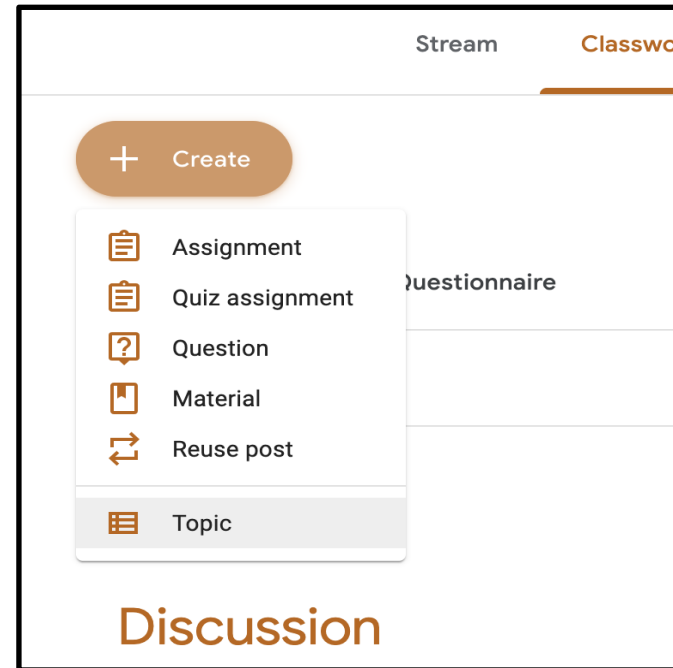 Stream Classwo
Create
Assignment
Quiz assignment
uestionnaire
Question
Material
Reuse post
Topic
Discussion